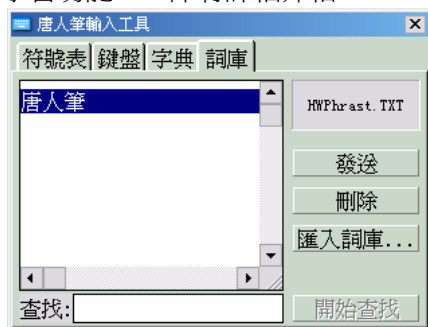 唐人筆輸入工具
符號表 鍵盤 字典 詞庫
唐人筆
HWPhrast.TXT
發送
刪除
匯入詞庫...
查找:
開始查找